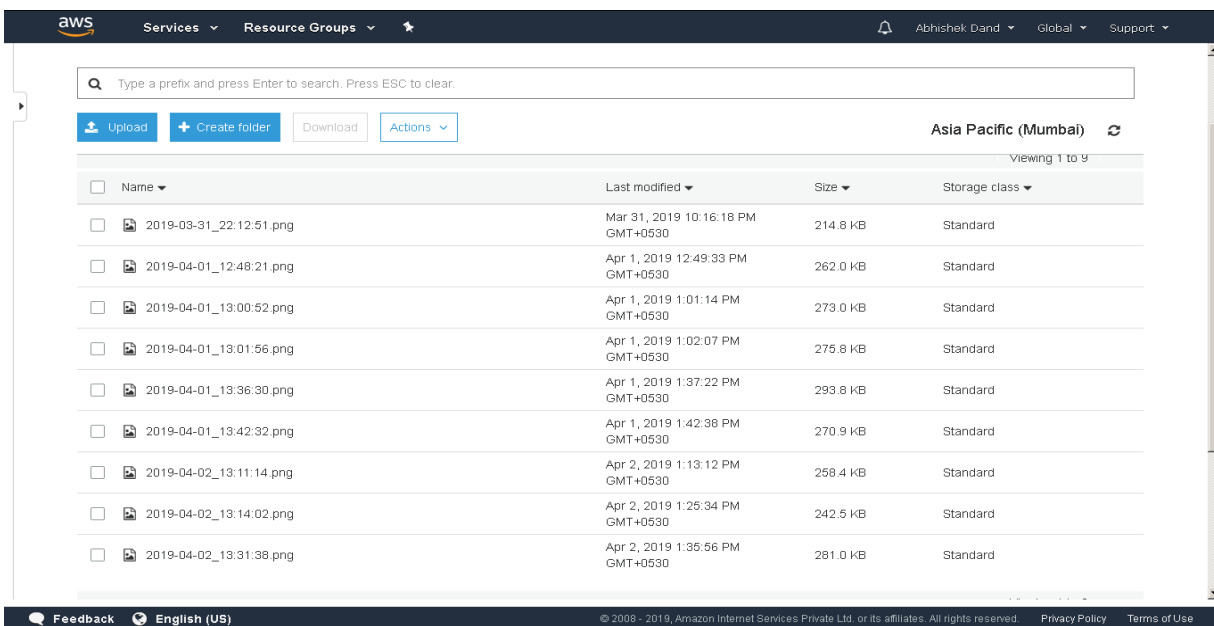 aws Services Resource Groups Abhishek Dand Global Support
Type a prefix and press Enter to search. Press ESC to clear.
Upload Create folder Download Actions Asia Pacific (Mumbai)
Viewing 1 to 9
Name Last modified Size Storage class
2019-03-31_22:12:51.png Mar 31, 2019 10:16:18 PM GMT+0530 214.8 KB Standard
2019-04-01_12:48:21.png Apr 1, 2019 12:49:33 PM GMT+0530 262.0 KB Standard
2019-04-01_13:00:52.png Apr 1, 2019 1:01:14 PM GMT+0530 273.0 KB Standard
2019-04-01_13:01:56.png Apr 1, 2019 1:02:07 PM GMT+0530 275.8 KB Standard
2019-04-01_13:36:30.png Apr 1, 2019 1:37:22 PM GMT+0530 293.8 KB Standard
2019-04-01_13:42:32.png Apr 1, 2019 1:42:38 PM GMT+0530 270.9 KB Standard
2019-04-02_13:11:14.png Apr 2, 2019 1:13:12 PM GMT+0530 258.4 KB Standard
2019-04-02_13:14:02.png Apr 2, 2019 1:25:34 PM GMT+0530 242.5 KB Standard
2019-04-02_13:31:38.png Apr 2, 2019 1:35:56 PM GMT+0530 281.0 KB Standard
Feedback English (US) © 2008 - 2019, Amazon Internet Services Private Ltd. or its affiliates. All rights reserved. Privacy Policy Terms of Use